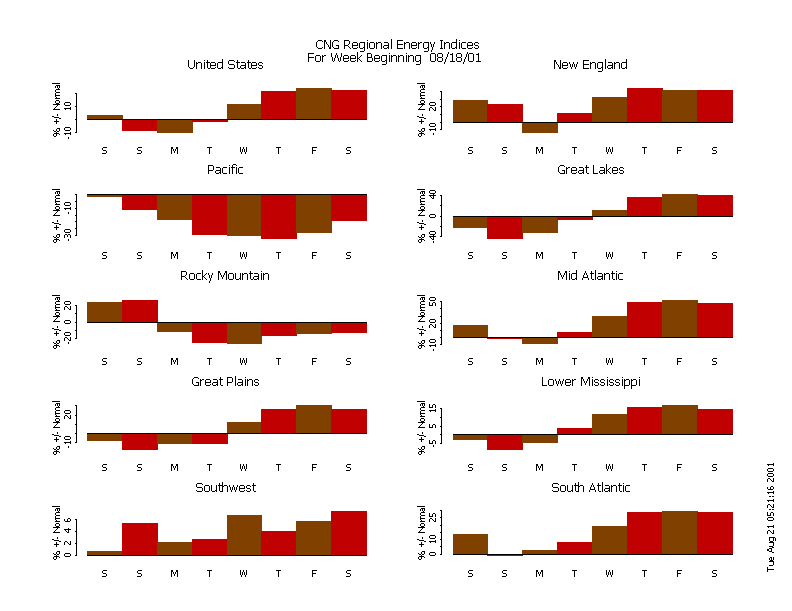 CNG Regional Energy Indices
For Week Beginning 08/18/01
United States
% +/- Normal
-10 10
S S M T W T F S
New England
% +/- Normal
-10 20
S S M T W T F S
Pacific
% +/- Normal
-30 -10
S S M T W T F S
Great Lakes
% +/- Normal
-40 0 40
S S M T W T F S
Rocky Mountain
% +/- Normal
-20 0 20
S S M T W T F S
Mid Atlantic
% +/- Normal
-10 20 50
S S M T W T F S
Great Plains
% +/- Normal
-10 20
S S M T W T F S
Lower Mississippi
% +/- Normal
-5 5 15
S S M T W T F S
Southwest
% +/- Normal
0 2 4 6
S S M T W T F S
South Atlantic
% +/- Normal
0 10 25
S S M T W T F S
Tue Aug 21 05:21:16 2001